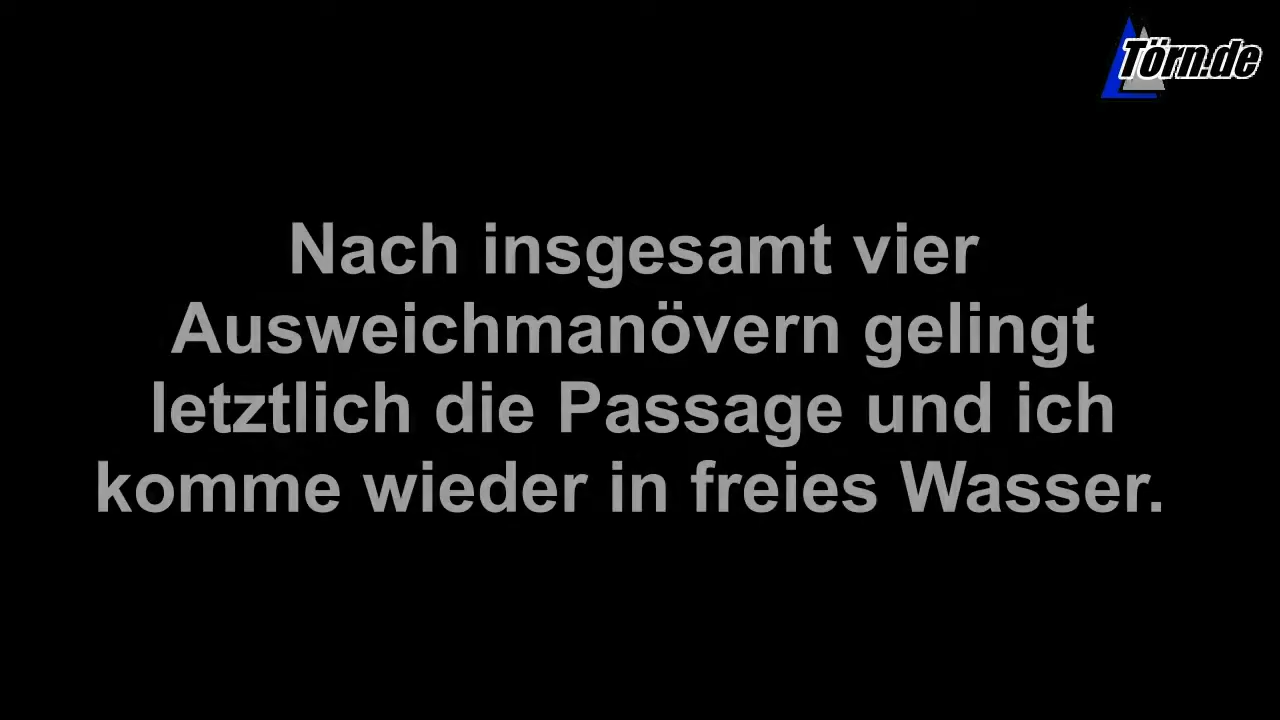 Törn.de
Nach insgesamt vier
Ausweichmanövern gelingt
letztlich die Passage und ich
komme wieder in freies Wasser.